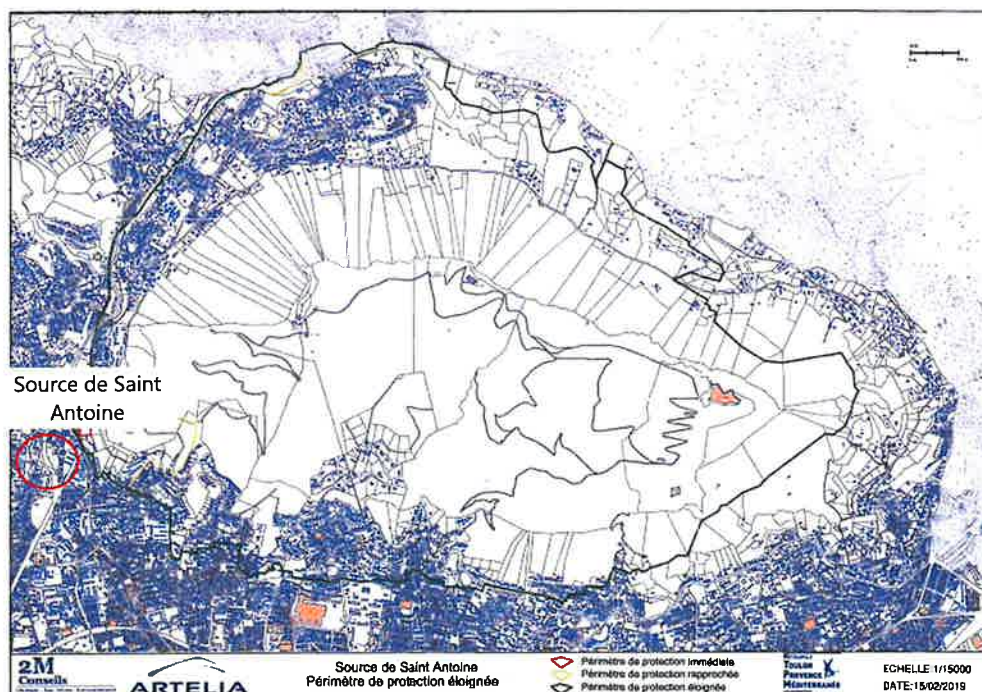 Source de Saint
Antoine
2M
Conseils
ARTELIA
Source de Saint Antoine
Périmètre de protection éloignée
Périmètre de protection immédiate
Périmètre de protection rapprochée
Périmètre de protection éloignée
TOULON
PROVENCE
MÉDITERRANÉE
ECHELLE 1/15000
DATE:15/02/2019